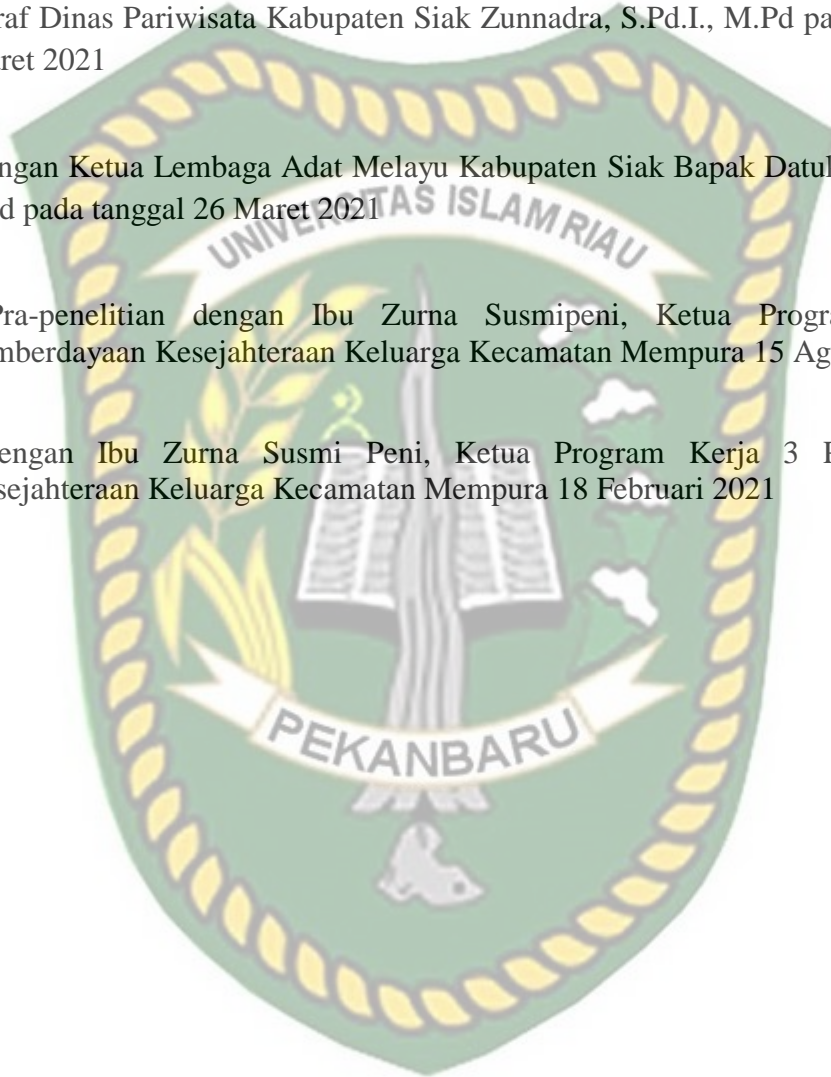 raf Dinas Pariwisata Kabupaten Siak Zunnadra, S.Pd.I., M.Pd pa
ret 2021
ngan Ketua Lembaga Adat Melayu Kabupaten Siak Bapak Datul
d pada tanggal 26 Maret 2021
UNIVERSITAS ISLAM RIAU
Pra-penelitian dengan Ibu Zurna Susmipeni, Ketua Progra
mberdayaan Kesejahteraan Keluarga Kecamatan Mempura 15 Ag
engan Ibu Zurna Susmi Peni, Ketua Program Kerja 3 P
sejahteraan Keluarga Kecamatan Mempura 18 Februari 2021
PEKANBARU